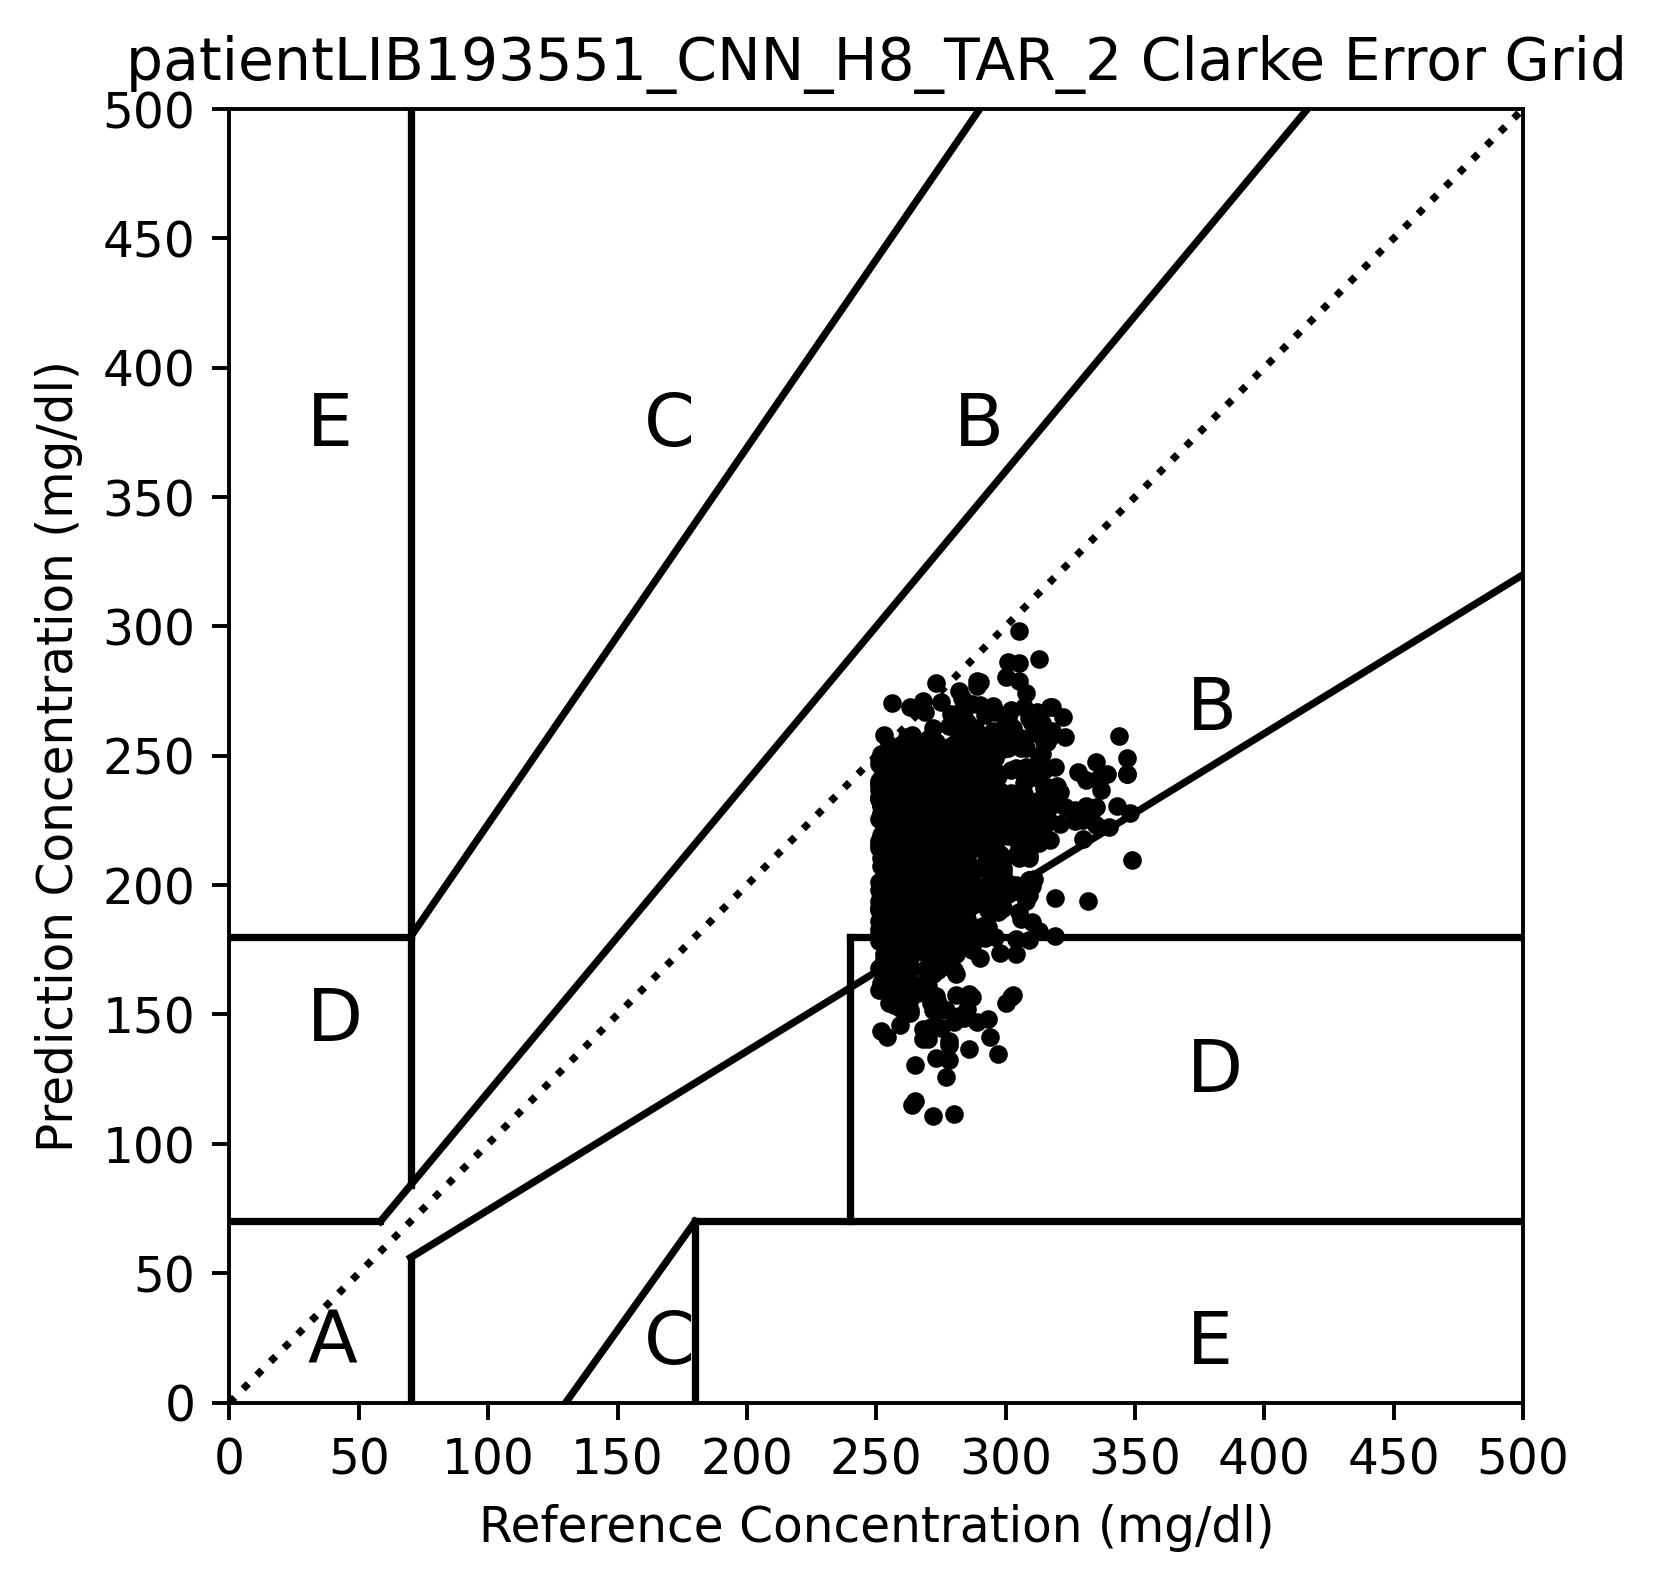 patientLIB193551_CNN_H8_TAR_2 Clarke Error Grid
500
450
400
350
300
250
200
150
100
50
0
Prediction Concentration (mg/dl)
E
C
B
B
D
D
A
C
E
0 50 100 150 200 250 300 350 400 450 500
Reference Concentration (mg/dl)